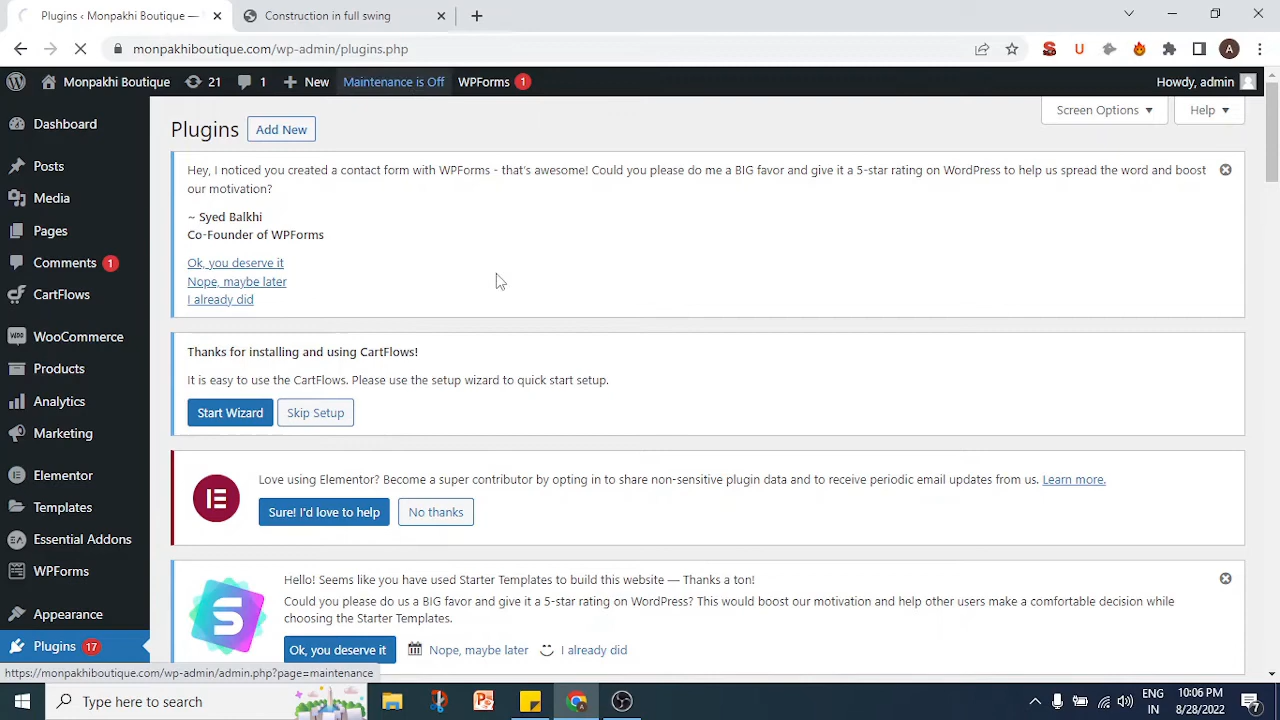 Plugins ‹ Monpakhi Boutique —
Construction in full swing
monpakhiboutique.com/wp-admin/plugins.php
A
Monpakhi Boutique
21
1
New
Maintenance is Off
WPForms 1
Howdy, admin
Dashboard
Posts
Media
Pages
Comments 1
CartFlows
WooCommerce
Products
Analytics
Marketing
Elementor
Templates
Essential Addons
WPForms
Appearance
Plugins 17
Screen Options
Help
Plugins
Add New
Hey, I noticed you created a contact form with WPForms - that's awesome! Could you please do me a BIG favor and give it a 5-star rating on WordPress to help us spread the word and boost
our motivation?
~ Syed Balkhi
Co-Founder of WPForms
Ok, you deserve it
Nope, maybe later
I already did
Thanks for installing and using CartFlows!
It is easy to use the CartFlows. Please use the setup wizard to quick start setup.
Start Wizard
Skip Setup
Love using Elementor? Become a super contributor by opting in to share non-sensitive plugin data and to receive periodic email updates from us. Learn more.
Sure! I'd love to help
No thanks
Hello! Seems like you have used Starter Templates to build this website — Thanks a ton!
Could you please do us a BIG favor and give it a 5-star rating on WordPress? This would boost our motivation and help other users make a comfortable decision while
choosing the Starter Templates.
Ok, you deserve it
Nope, maybe later
I already did
https://monpakhiboutique.com/wp-admin/admin.php?page=maintenance
Type here to search
ENG
IN
10:06 PM
8/28/2022
7